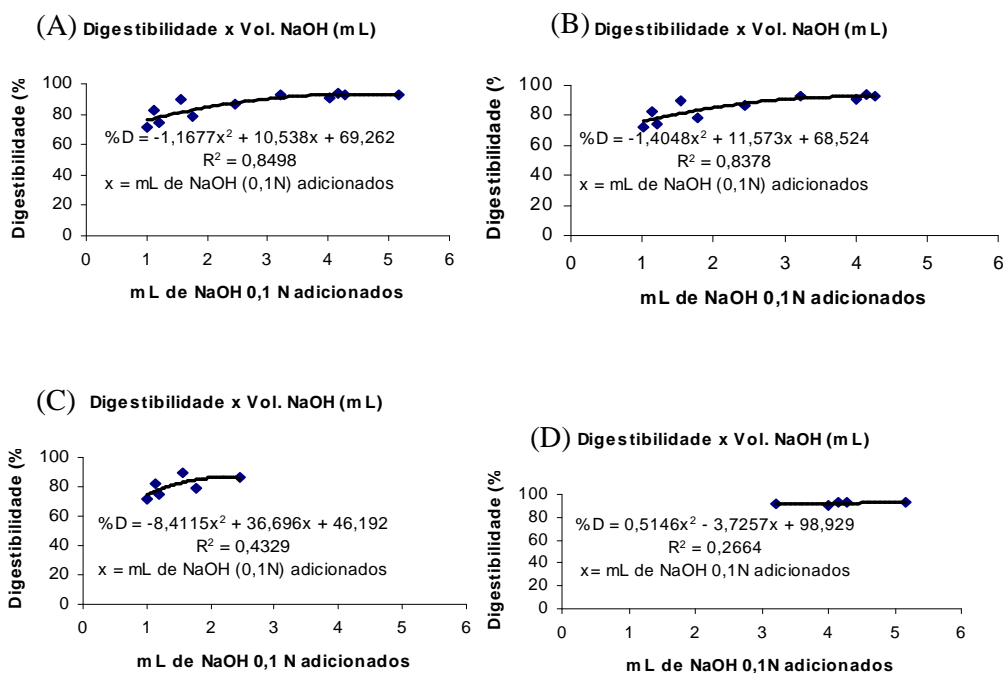 (A) Digestibilidade x Vol. NaOH (mL)
Digestibilidade (%
100
80
60
40
20
0
%D = -1,1677x² + 10,538x + 69,262
R² = 0,8498
x = mL de NaOH (0,1N) adicionados
0 1 2 3 4 5 6
mL de NaOH 0,1 N adicionados
(B) Digestibilidade x Vol. NaOH (mL)
Digestibilidade (%
100
80
60
40
20
0
%D = -1,4048x² + 11,573x + 68,524
R² = 0,8378
x = mL de NaOH (0,1N) adicionados
0 1 2 3 4 5 6
mL de NaOH 0,1N adicionados
(C) Digestibilidade x Vol. NaOH (mL)
Digestibilidade (%
100
80
60
40
20
0
%D = -8,4115x² + 36,696x + 46,192
R² = 0,4329
x = mL de NaOH (0,1N) adicionados
0 1 2 3 4 5 6
mL de NaOH 0,1 N adicionados
(D) Digestibilidade x Vol. NaOH (mL)
Digestibilidade (%
100
80
60
40
20
0
%D = 0,5146x² - 3,7257x + 98,929
R² = 0,2664
x= mL de NaOH 0,1N adicionados
0 1 2 3 4 5 6
mL de NaOH 0,1N adicionados